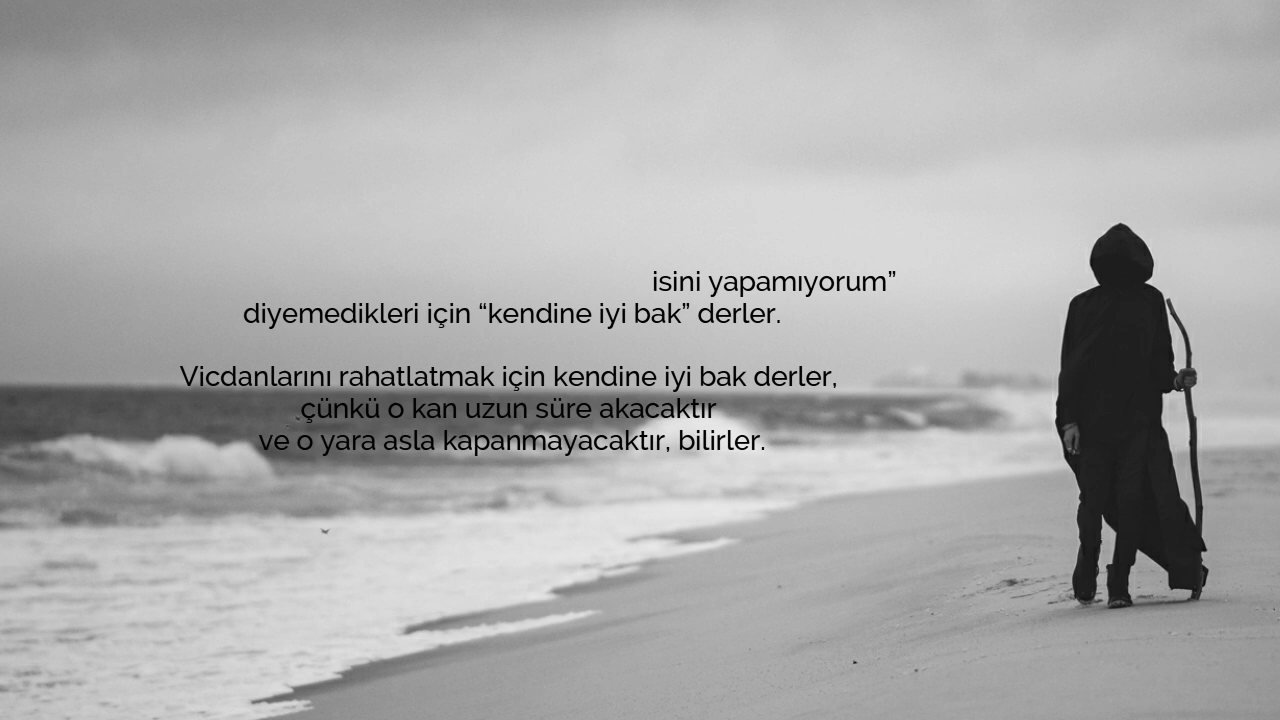 isini yapamıyorum”
diyemedikleri için “kendine iyi bak” derler.
Vicdanlarını rahatlatmak için kendine iyi bak derler,
çünkü o kan uzun süre akacaktır
ve o yara asla kapanmayacaktır, bilirler.